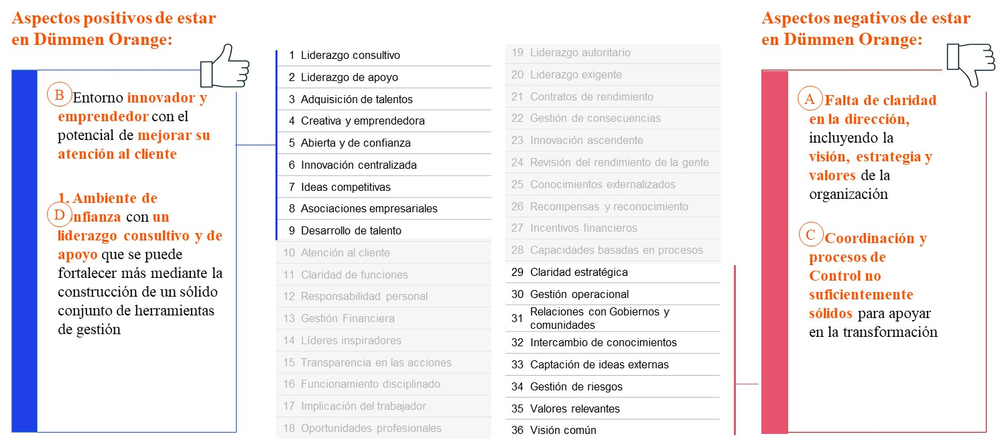 Aspectos positivos de estar
en Dümmen Orange:
B
Entorno innovador y
emprendedor con el
potencial de mejorar su
atención al cliente
1. Ambiente de
D
nfianza con un
liderazgo consultivo y de
apoyo que se puede
fortalecer más mediante la
construcción de un sólido
conjunto de herramientas
de gestión
1 Liderazgo consultivo
2 Liderazgo de apoyo
3 Adquisición de talentos
4 Creativa y emprendedora
5 Abierta y de confianza
6 Innovación centralizada
7 Ideas competitivas
8 Asociaciones empresariales
9 Desarrollo de talento
10 Atención al cliente
11 Claridad de funciones
12 Responsabilidad personal
13 Gestión Financiera
14 Líderes inspiradores
15 Transparencia en las acciones
16 Funcionamiento disciplinado
17 Implicación del trabajador
18 Oportunidades profesionales
19 Liderazgo autoritario
20 Liderazgo exigente
21 Contratos de rendimiento
22 Gestión de consecuencias
23 Innovación ascendente
24 Revisión del rendimiento de la gente
25 Conocimientos externalizados
26 Recompensas y reconocimiento
27 Incentivos financieros
28 Capacidades basadas en procesos
29 Claridad estratégica
30 Gestión operacional
31 Relaciones con Gobiernos y
comunidades
32 Intercambio de conocimientos
33 Captación de ideas externas
34 Gestión de riesgos
35 Valores relevantes
36 Visión común
Aspectos negativos de estar
en Dümmen Orange:
A
Falta de claridad
en la dirección,
incluyendo la
visión, estrategia y
valores de la
organización
C
Coordinación y
procesos de
Control no
suficientemente
sólidos para apoyar
en la transformación